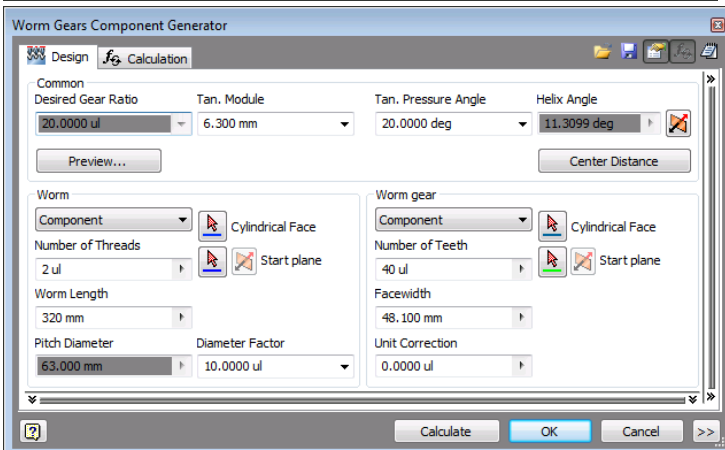 Worm Gears Component Generator
Design
Calculation
Common
Desired Gear Ratio Tan. Module Tan. Pressure Angle Helix Angle
20.0000 ul 6.300 mm 20.0000 deg 11.3099 deg
Preview... Center Distance
Worm
Component
Cylindrical Face
Number of Threads
Start plane
2 ul
Worm Length
320 mm
Pitch Diameter Diameter Factor
63.000 mm 10.0000 ul
Worm gear
Component
Cylindrical Face
Number of Teeth
Start plane
40 ul
Facewidth
48.100 mm
Unit Correction
0.0000 ul
Calculate OK Cancel >>